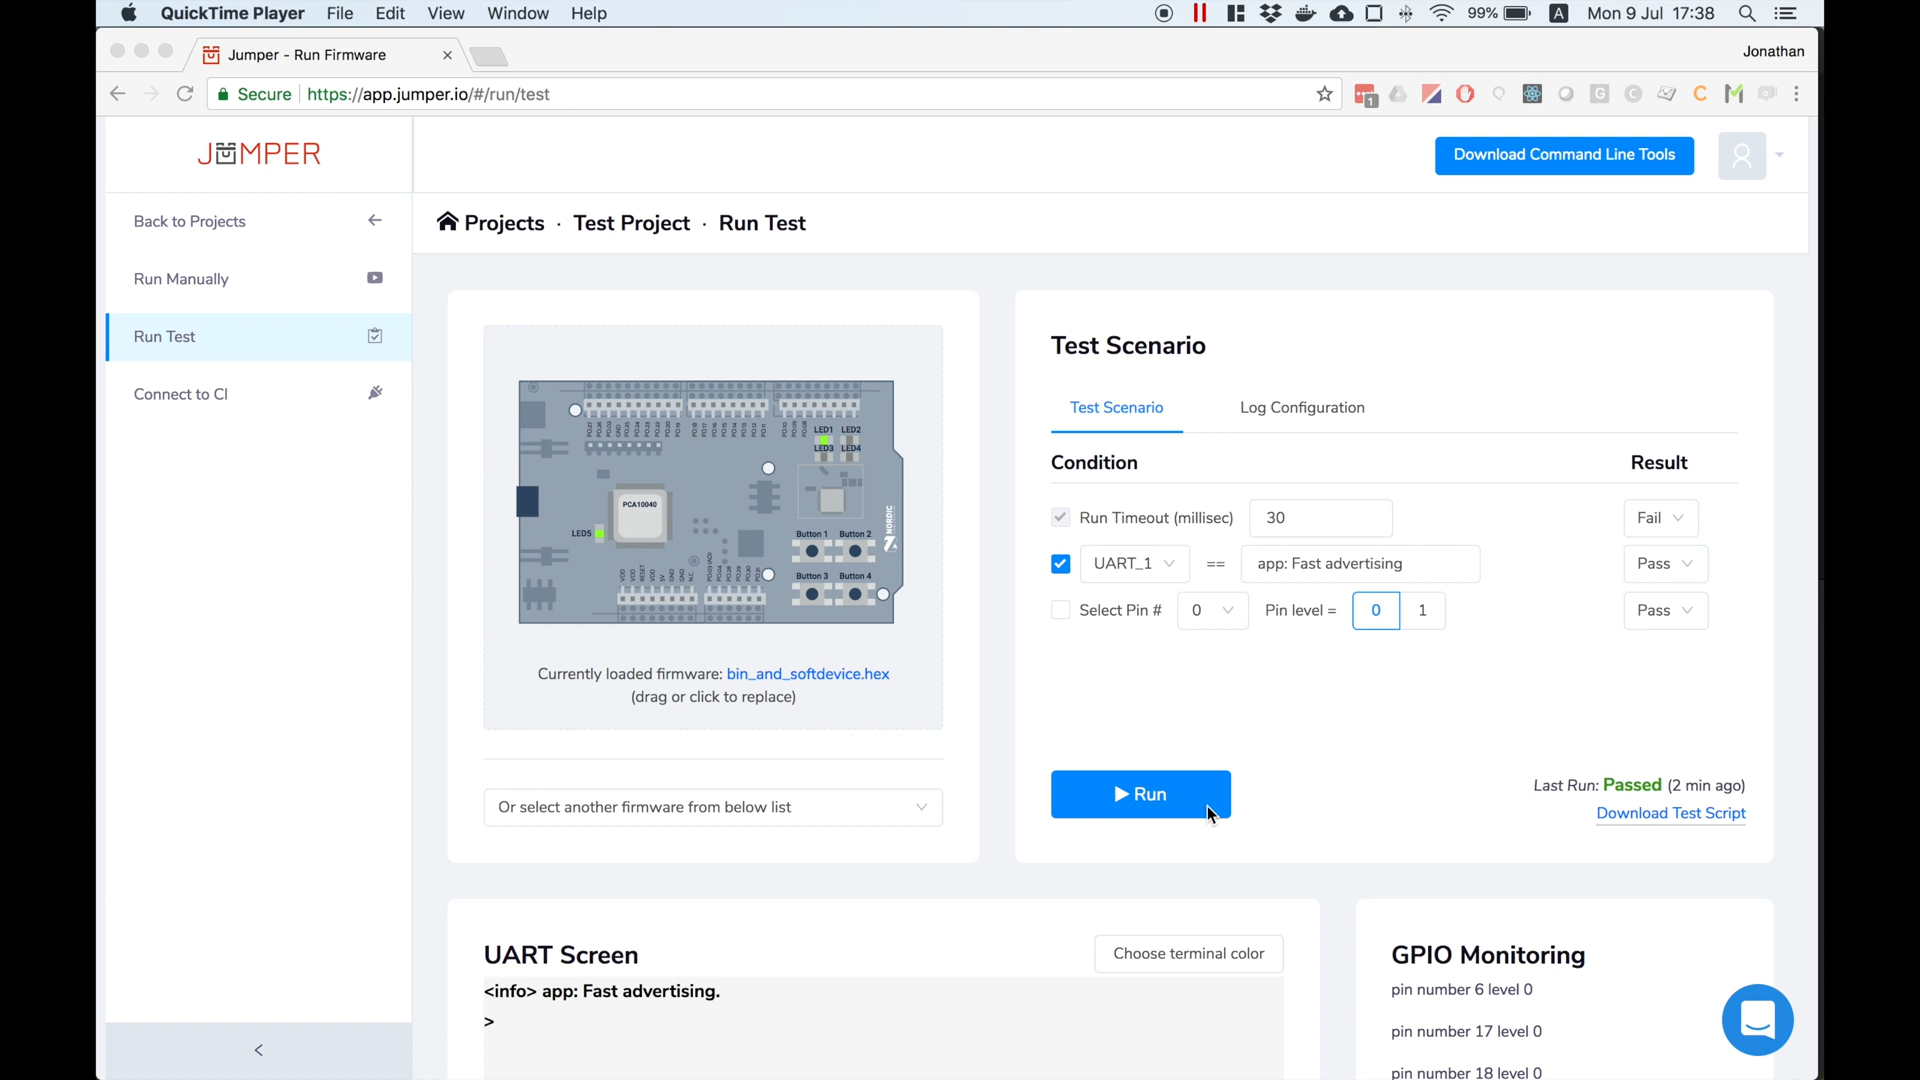 QuickTime Player File Edit View Window Help
99% A Mon 9 Jul 17:38
Jumper - Run Firmware
Jonathan
Secure https://app.jumper.io/#/run/test
1
JUMPER
Download Command Line Tools
Back to Projects
Run Manually
Run Test
Connect to CI
Projects · Test Project · Run Test
LED1 LED2
LED3 LED4
PCA10040
NORDIC
LED5
Button 1 Button 2
Button 3 Button 4
Currently loaded firmware: bin_and_softdevice.hex
(drag or click to replace)
Or select another firmware from below list
Test Scenario
Test Scenario Log Configuration
Condition Result
Run Timeout (millisec) 30 Fail
UART_1 == app: Fast advertising Pass
Select Pin # 0 Pin level = 0 1 Pass
Run
Last Run: Passed (2 min ago)
Download Test Script
UART Screen
Choose terminal color
<info> app: Fast advertising.
>
GPIO Monitoring
pin number 6 level 0
pin number 17 level 0
pin number 18 level 0